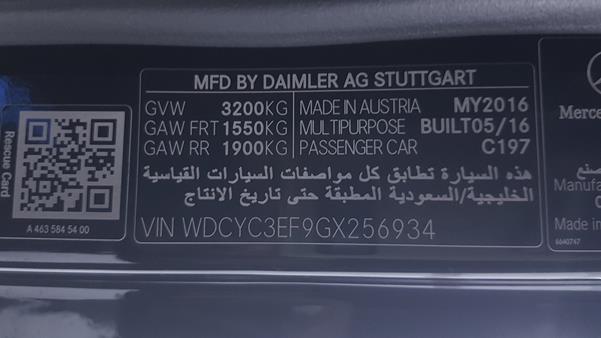 MFD BY DAIMLER AG STUTTGART
GVW 3200KG MADE IN AUSTRIA MY2016
GAW FRT 1550KG MULTIPURPOSE BUILT05/16
GAW RR 1900KG PASSENGER CAR C197
هذه السيارة تطابق كل مواصفات السيارات القياسية
الخليجية/السعودية المطبقة حتى تاريخ الانتاج
VIN WDCYC3EF9GX256934
Rescue Card
A 463 584 54 00
Merce
Manufa
Made in
6640747